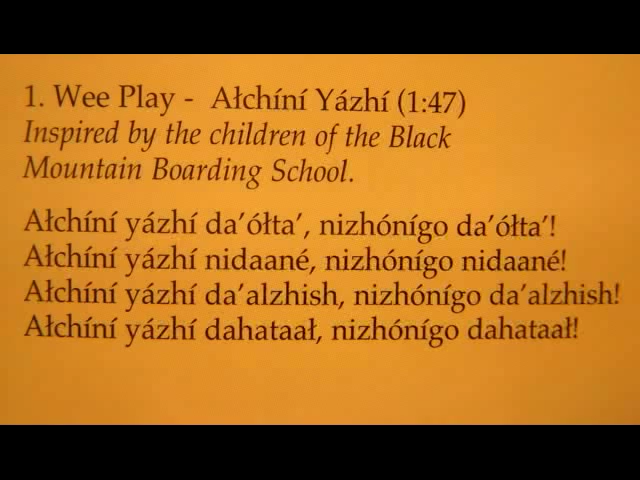 1. Wee Play -  Ałchíní Yázhí (1:47)
Inspired by the children of the Black
Mountain Boarding School.
Ałchíní yázhí da’ółta’, nizhónígo da’ółta’!
Ałchíní yázhí nidaané, nizhónígo nidaané!
Ałchíní yázhí da’alzhish, nizhónígo da’alzhish!
Ałchíní yázhí dahataał, nizhónígo dahataał!